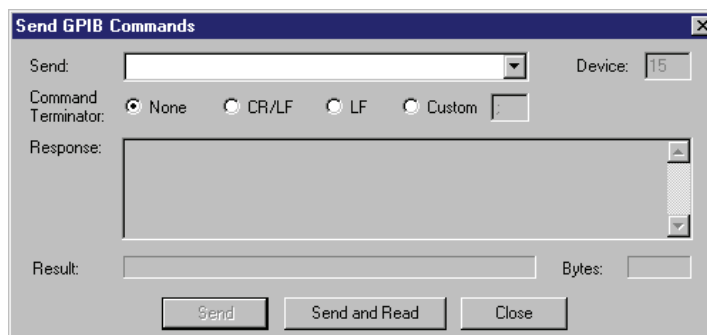 Send GPIB Commands
Send:
Device: 15
Command
Terminator:
None
CR/LF
LF
Custom ;
Response:
Result:
Bytes:
Send
Send and Read
Close